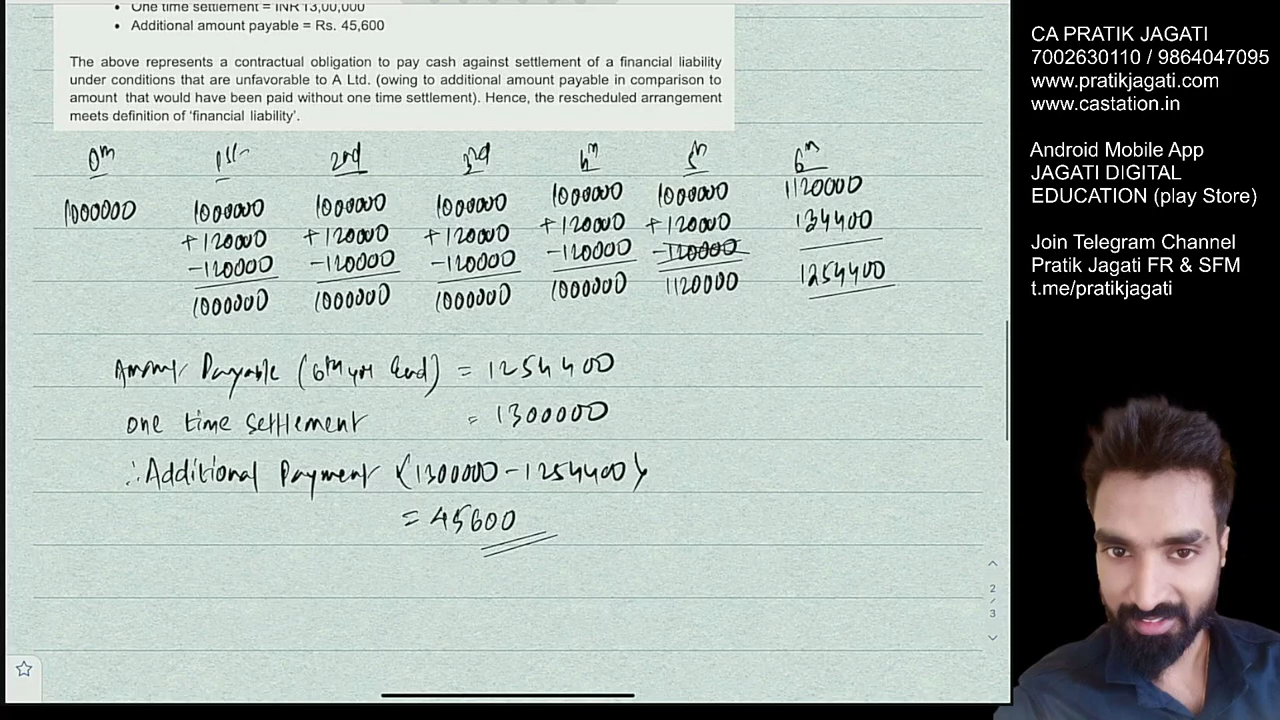 • One time settlement = INR 13,00,000
• Additional amount payable = Rs. 45,600
The above represents a contractual obligation to pay cash against settlement of a financial liability
under conditions that are unfavorable to A Ltd. (owing to additional amount payable in comparison to
amount that would have been paid without one time settlement). Hence, the rescheduled arrangement
meets definition of ‘financial liability’.
0th 1st 2nd 3rd 4th 5th 6th
1000000 1000000 1000000 1000000 1000000 1000000 1120000
+120000 +120000 +120000 +120000 +120000 134400
-120000 -120000 -120000 -120000 -120000
1000000 1000000 1000000 1000000 1120000 1254400
Amount Payable (6th yr End) = 1254400
one time settlement = 1300000
∴ Additional Payment (1300000 - 1254400)
= 45600
2
/
3
CA PRATIK JAGATI
7002630110 / 9864047095
www.pratikjagati.com
www.castation.in
Android Mobile App
JAGATI DIGITAL
EDUCATION (play Store)
Join Telegram Channel
Pratik Jagati FR & SFM
t.me/pratikjagati